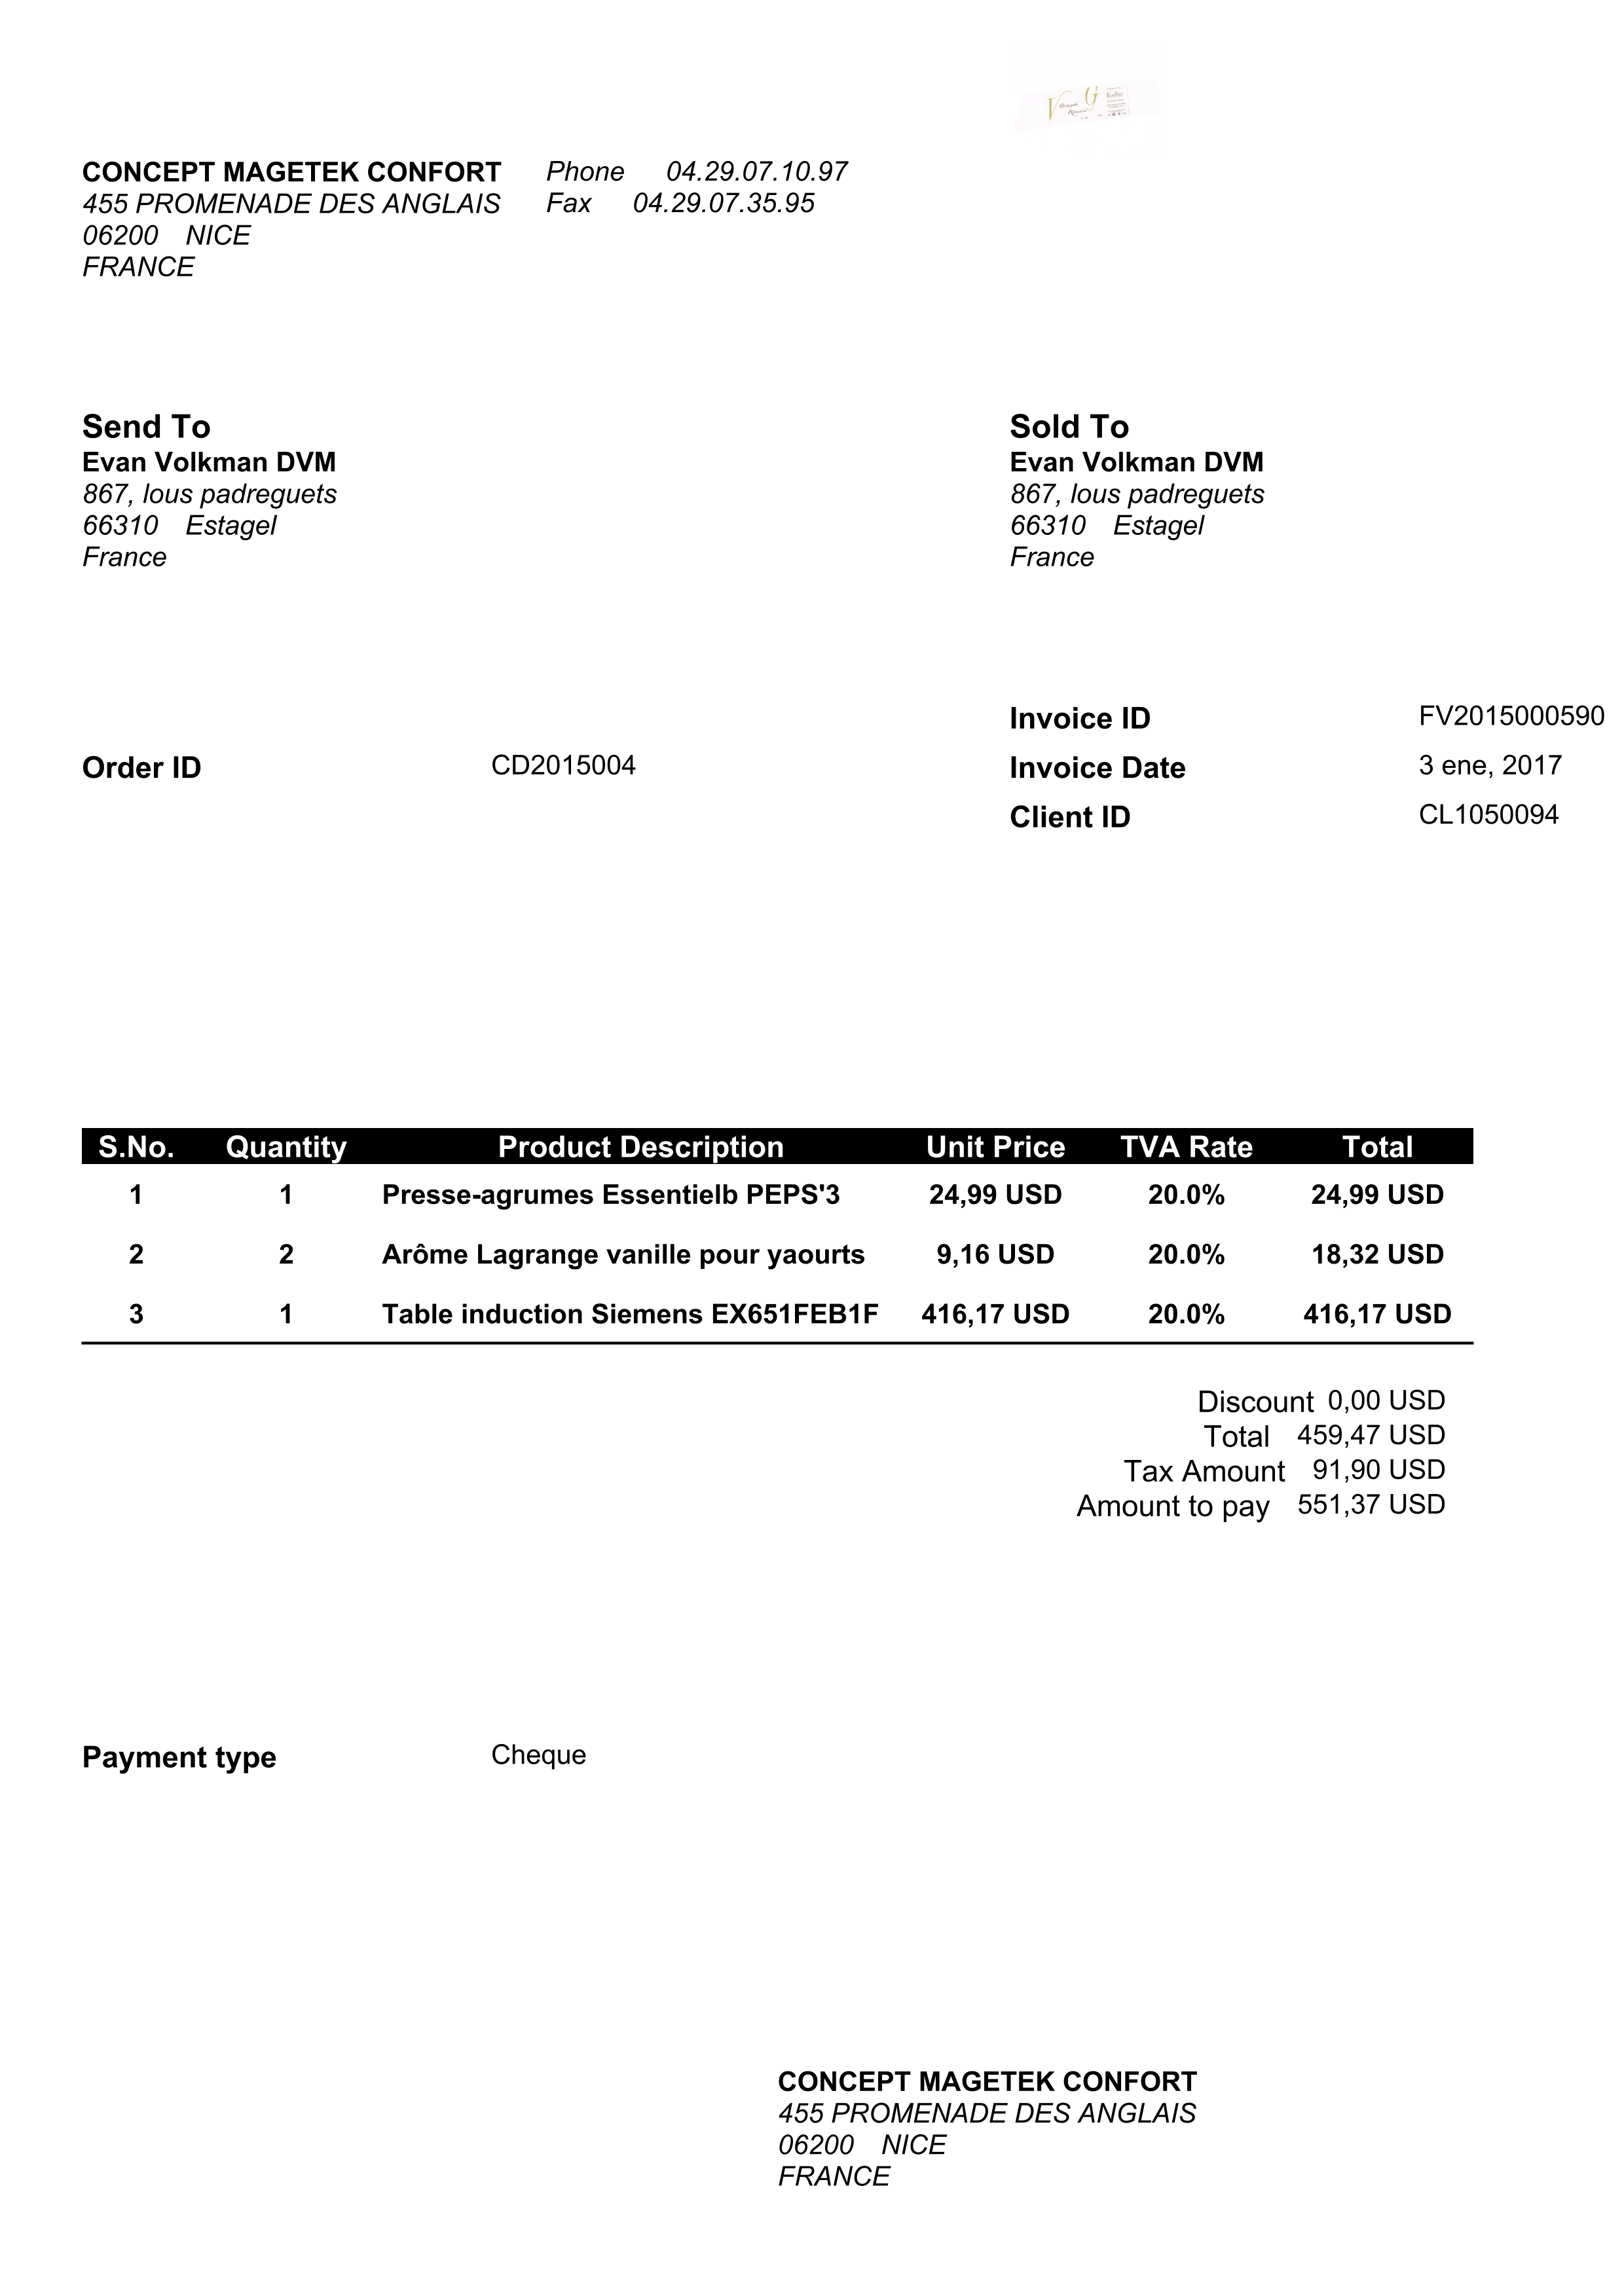 V G
CONCEPT MAGETEK CONFORT Phone 04.29.07.10.97
455 PROMENADE DES ANGLAIS Fax 04.29.07.35.95
06200 NICE
FRANCE
Send To
Evan Volkman DVM
867, lous padreguets
66310 Estagel
France
Sold To
Evan Volkman DVM
867, lous padreguets
66310 Estagel
France
Invoice ID FV2015000590
Order ID CD2015004
Invoice Date 3 ene, 2017
Client ID CL1050094
S.No. Quantity Product Description Unit Price TVA Rate Total
1 1 Presse-agrumes Essentielb PEPS'3 24,99 USD 20.0% 24,99 USD
2 2 Arôme Lagrange vanille pour yaourts 9,16 USD 20.0% 18,32 USD
3 1 Table induction Siemens EX651FEB1F 416,17 USD 20.0% 416,17 USD
Discount 0,00 USD
Total 459,47 USD
Tax Amount 91,90 USD
Amount to pay 551,37 USD
Payment type Cheque
CONCEPT MAGETEK CONFORT
455 PROMENADE DES ANGLAIS
06200 NICE
FRANCE